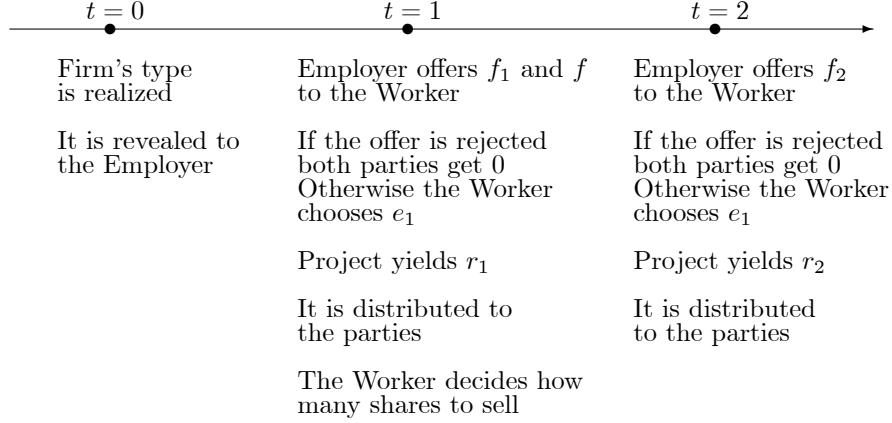 t = 0
t = 1
t = 2
Firm's type
is realized
It is revealed to
the Employer
Employer offers f₁ and f
to the Worker
If the offer is rejected
both parties get 0
Otherwise the Worker
chooses e₁
Project yields r₁
It is distributed to
the parties
The Worker decides how
many shares to sell
Employer offers f₂
to the Worker
If the offer is rejected
both parties get 0
Otherwise the Worker
chooses e₁
Project yields r₂
It is distributed
to the parties